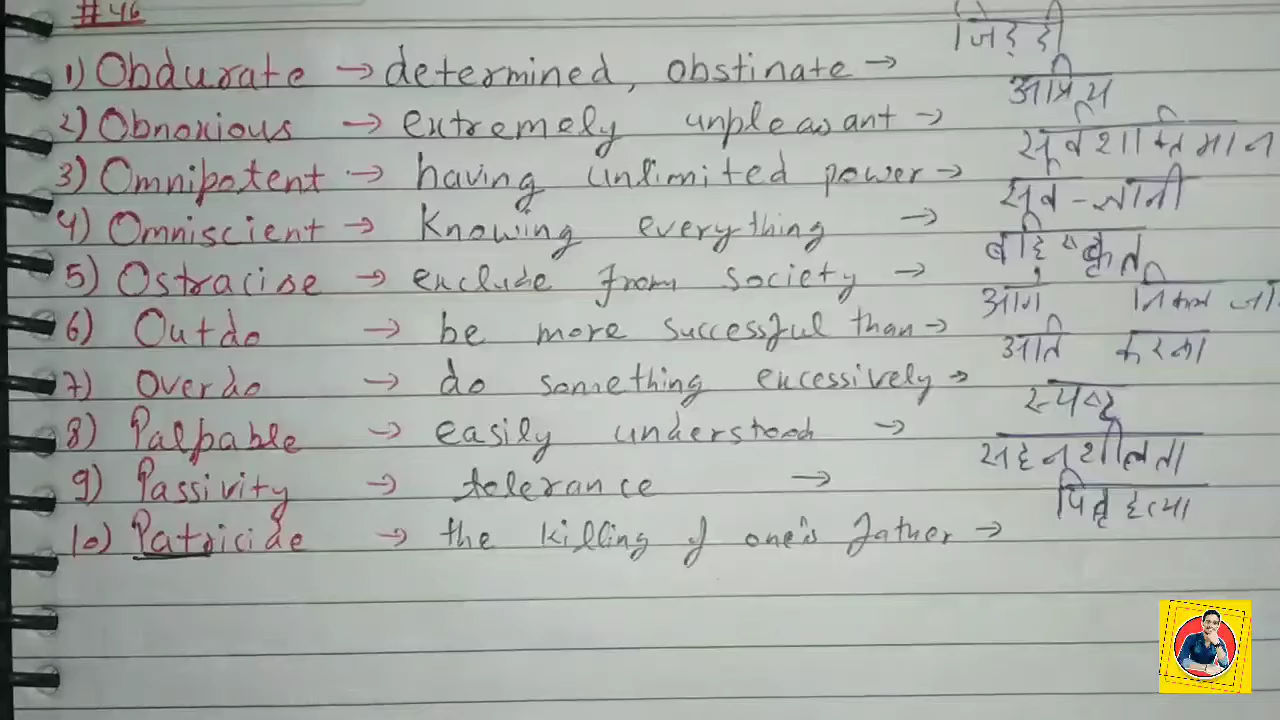 #46
1) Obdurate → determined, obstinate → जिद्दी
2) Obnoxious → extremely unpleasant → अप्रिय
3) Omnipotent → having unlimited power → सर्वशक्तिमान
4) Omniscient → Knowing everything → सर्व-ज्ञानी
5) Ostracise → exclude from society → बहिष्कृत
6) Outdo → be more successful than → आगे निकल जा
7) Overdo → do something excessively → अति करना
8) Palpable → easily understood → स्पष्ट
9) Passivity → tolerance → सहनशीलता
10) Patricide → the killing of one's father → पितृहत्या